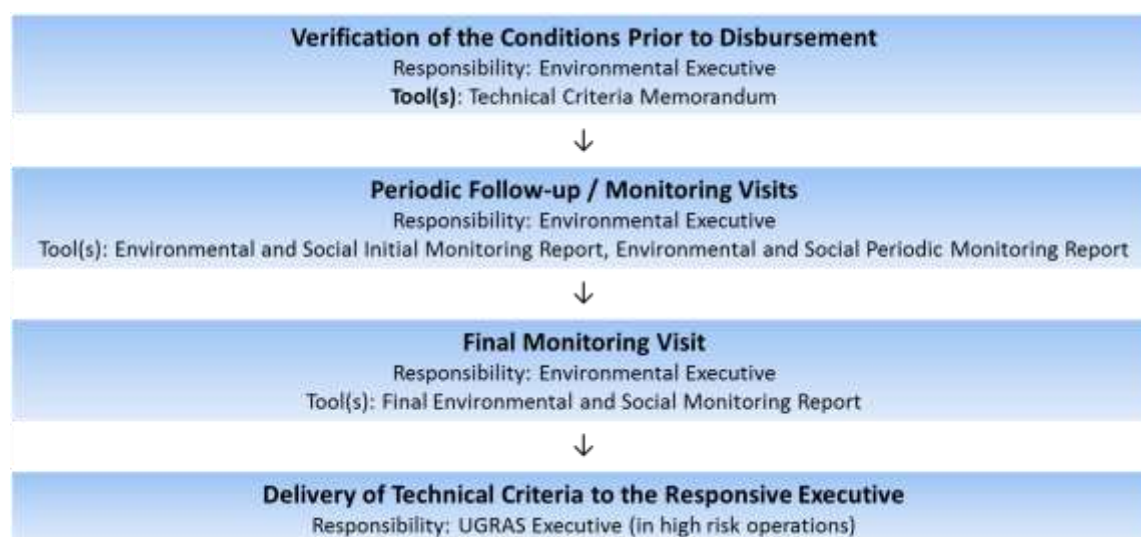 Verification of the Conditions Prior to Disbursement
Responsibility: Environmental Executive
Tool(s): Technical Criteria Memorandum
↓
Periodic Follow-up / Monitoring Visits
Responsibility: Environmental Executive
Tool(s): Environmental and Social Initial Monitoring Report, Environmental and Social Periodic Monitoring Report
↓
Final Monitoring Visit
Responsibility: Environmental Executive
Tool(s): Final Environmental and Social Monitoring Report
↓
Delivery of Technical Criteria to the Responsive Executive
Responsibility: UGRAS Executive (in high risk operations)